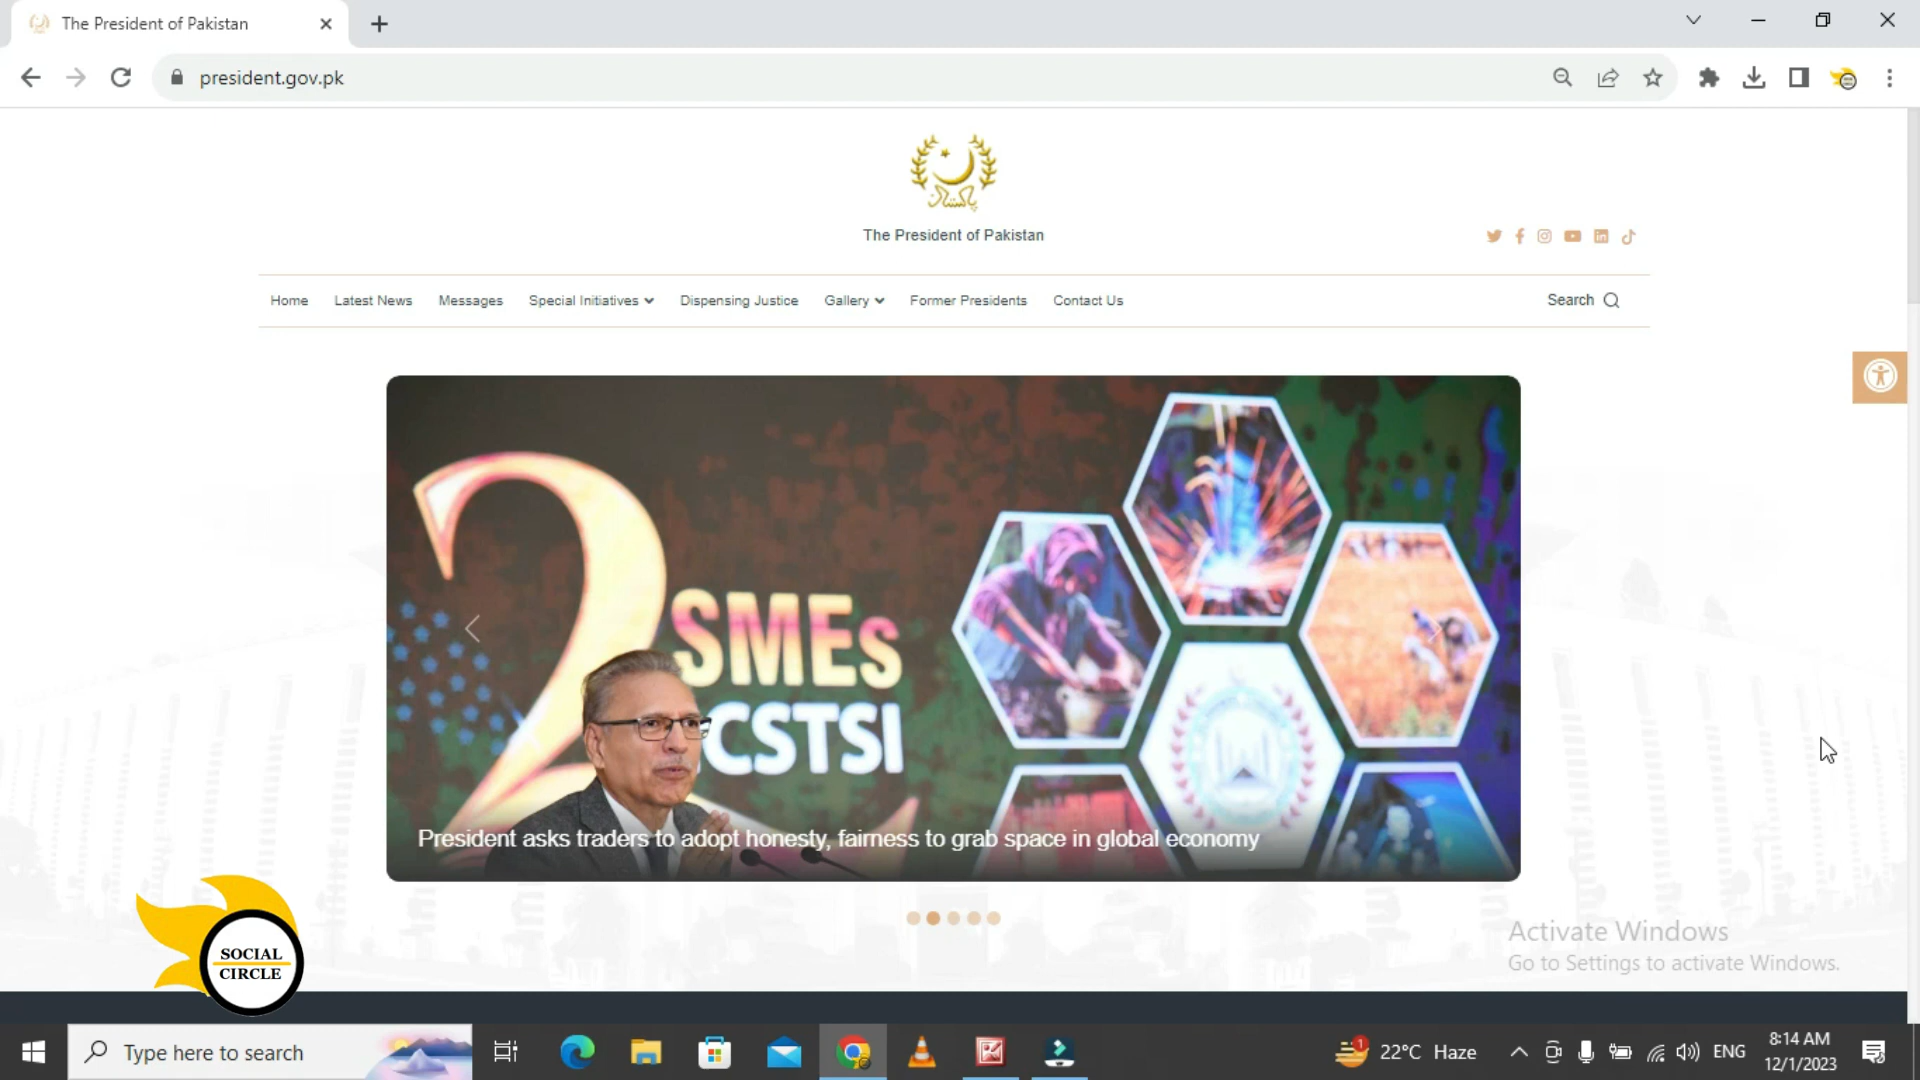 The President of Pakistan
president.gov.pk
پاکستان
The President of Pakistan
Home Latest News Messages Special Initiatives Dispensing Justice Gallery Former Presidents Contact Us Search
2
SMEs
CSTSI
President asks traders to adopt honesty, fairness to grab space in global economy
SOCIAL
CIRCLE
Activate Windows
Go to Settings to activate Windows.
Type here to search
1
22°C Haze
ENG
8:14 AM
12/1/2023